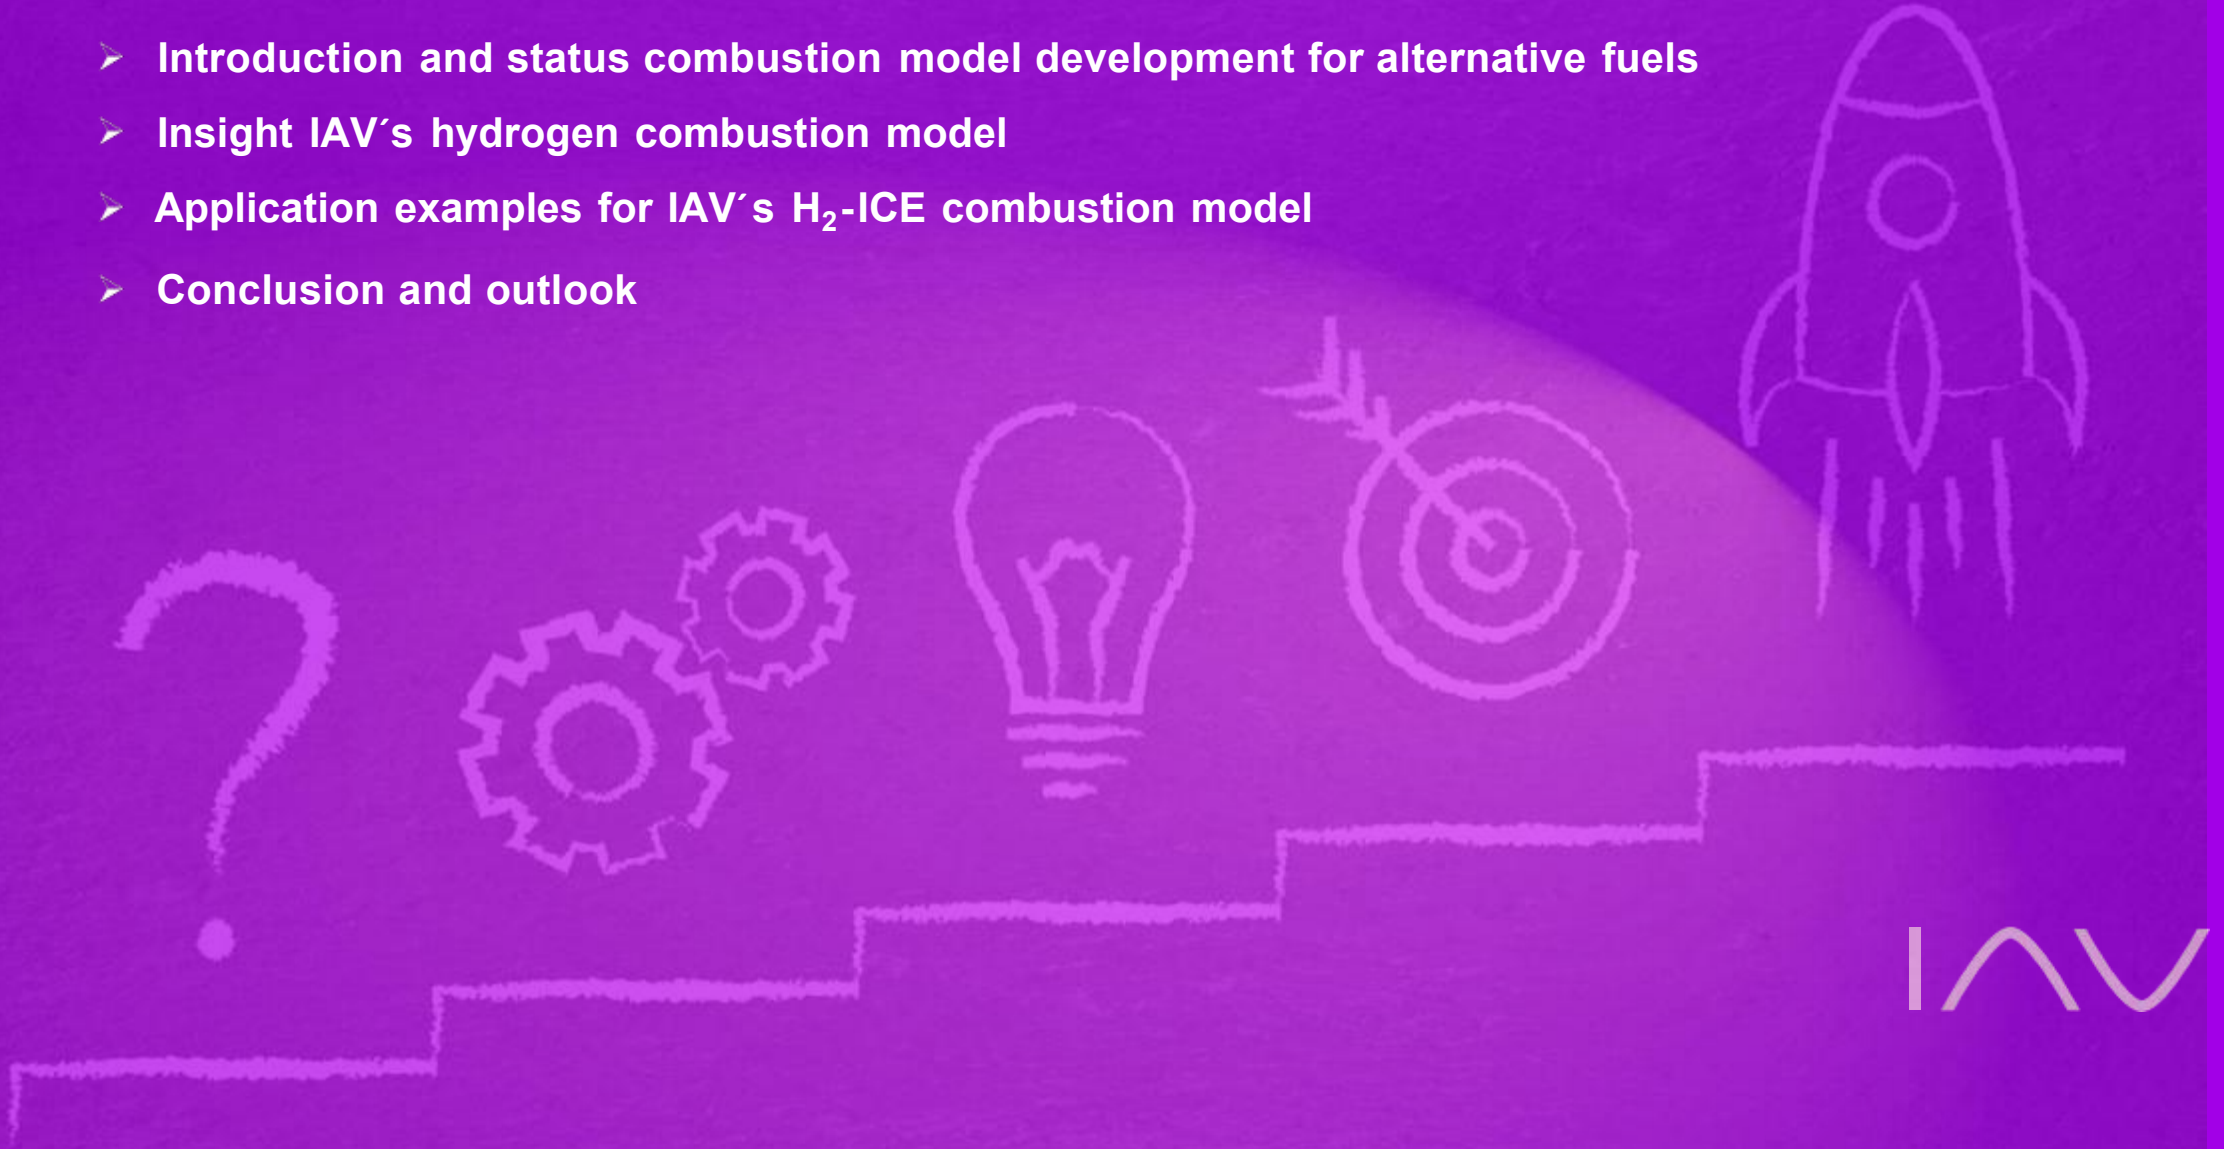 Introduction and status combustion model development for alternative fuels
Insight IAV´s hydrogen combustion model
Application examples for IAV´s H₂-ICE combustion model
Conclusion and outlook
?
IAV